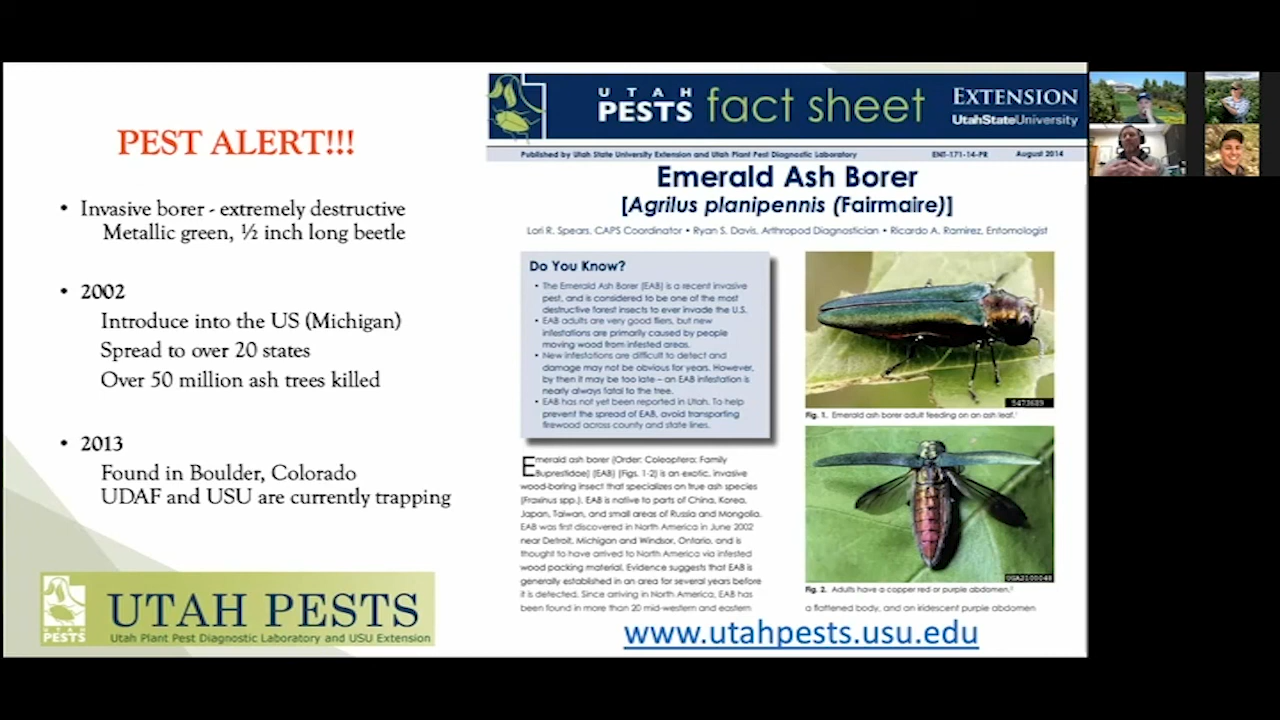 PEST ALERT!!!
• Invasive borer - extremely destructive
Metallic green, ½ inch long beetle
• 2002
Introduce into the US (Michigan)
Spread to over 20 states
Over 50 million ash trees killed
• 2013
Found in Boulder, Colorado
UDAF and USU are currently trapping
UTAH
PESTS
UTAH PESTS
Utah Plant Pest Diagnostic Laboratory and USU Extension
UTAH
PESTS fact sheet
EXTENSION
UtahStateUniversity
Published by Utah State University Extension and Utah Plant Pest Diagnostic Laboratory
ENT-171-14-PR
August 2014
Emerald Ash Borer
[Agrilus planipennis (Fairmaire)]
Lori R. Spears, CAPS Coordinator • Ryan S. Davis, Arthropod Diagnostician • Ricardo A. Ramirez, Entomologist
Do You Know?
• The Emerald Ash Borer (EAB) is a recent invasive
pest, and is considered to be one of the most
destructive forest insects to ever invade the U.S.
• EAB adults are very good fliers, but new
infestations are primarily caused by people
moving wood from infested areas.
• New infestations are difficult to detect and
damage may not be obvious for years. However,
by then it may be too late – an EAB infestation is
nearly always fatal to the tree.
• EAB has not yet been reported in Utah. To help
prevent the spread of EAB, avoid transporting
firewood across county and state lines.
Emerald ash borer (Order: Coleoptera: Family
Buprestidae) (EAB) (Figs. 1-2) is an exotic, invasive
wood-boring insect that specializes on true ash species
(Fraxinus spp.). EAB is native to parts of China, Korea,
Japan, Taiwan, and small areas of Russia and Mongolia.
EAB was first discovered in North America in June 2002
near Detroit, Michigan and Windsor, Ontario, and is
thought to have arrived to North America via infested
wood packing material. Evidence suggests that EAB is
generally established in an area for several years before
it is detected. Since arriving in North America, EAB has
been found in more than 20 mid-western and eastern
5473689
Fig. 1. Emerald ash borer adult feeding on an ash leaf.¹
UGA2100048
Fig. 2. Adults have a copper red or purple abdomen.²
a flattened body, and an iridescent purple abdomen
www.utahpests.usu.edu